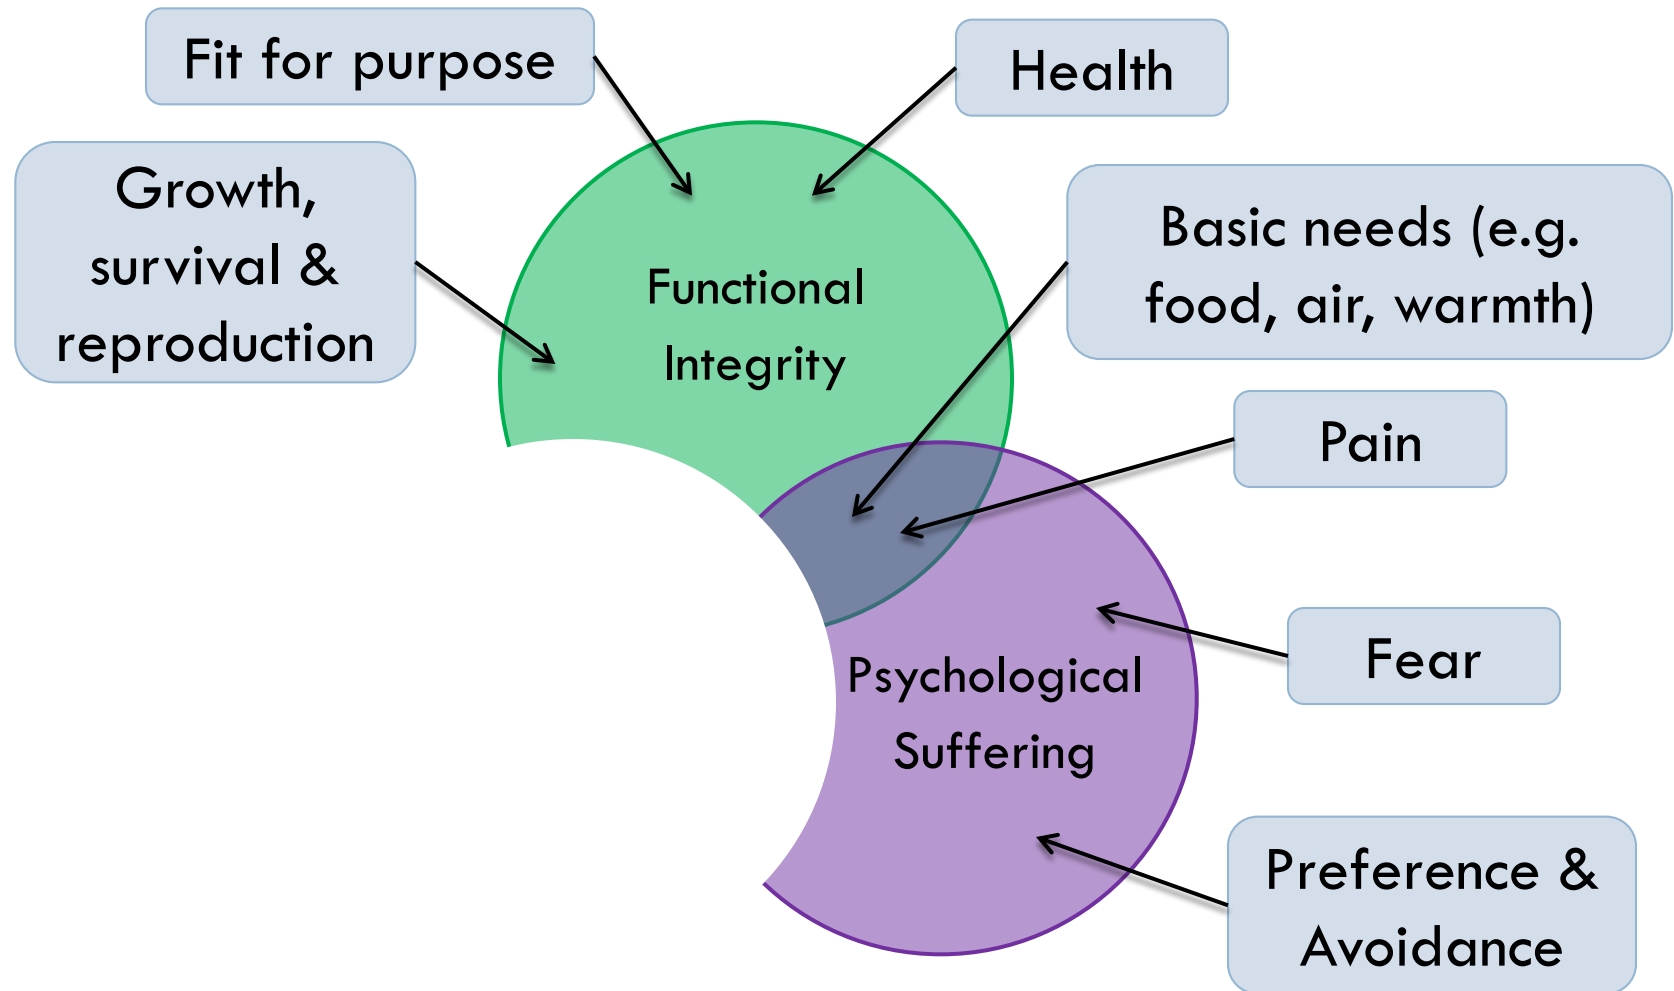 Fit for purpose
Health
Growth,
survival &
reproduction
Basic needs (e.g.
food, air, warmth)
Functional
Integrity
Pain
Fear
Psychological
Suffering
Preference &
Avoidance